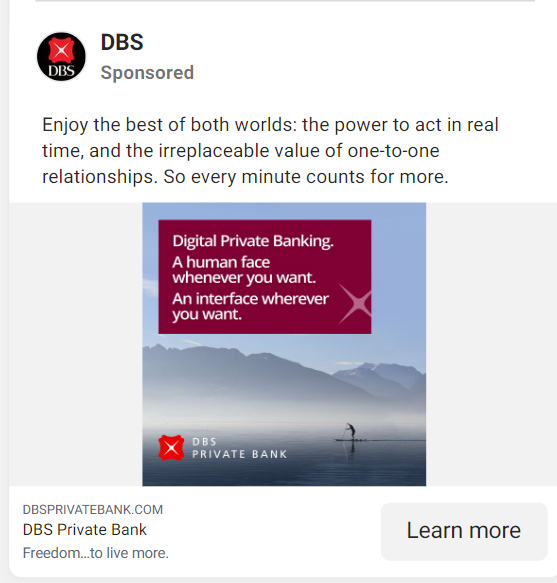 DBS
DBS
Sponsored
Enjoy the best of both worlds: the power to act in real
time, and the irreplaceable value of one-to-one
relationships. So every minute counts for more.
Digital Private Banking.
A human face
whenever you want.
An interface wherever
you want.
DBS
PRIVATE BANK
DBSPRIVATEBANK.COM
DBS Private Bank
Freedom...to live more.
Learn more